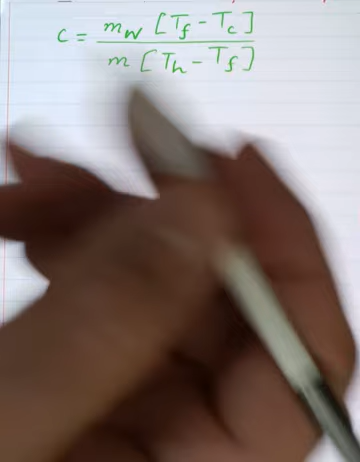 c = m_w [T_f - T_c]
m [T_h - T_f]